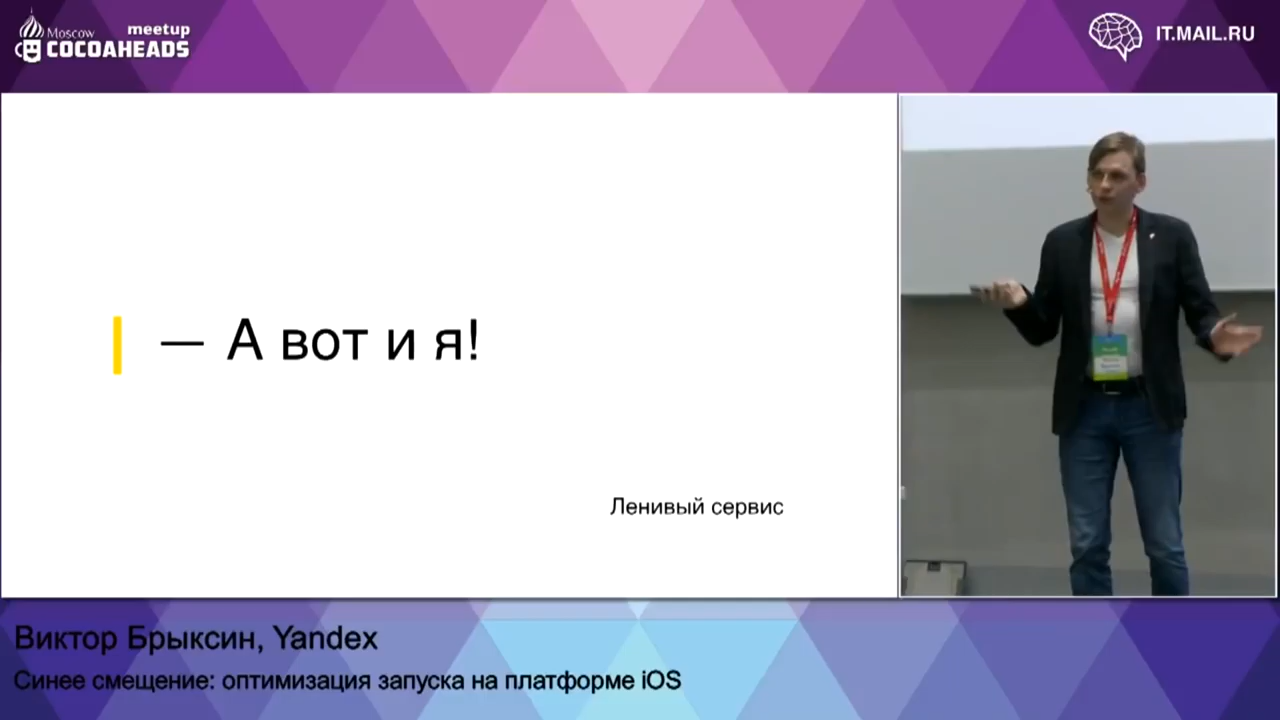 Moscow meetup
COCOAHEADS
IT.MAIL.RU
— А вот и я!
Ленивый сервис
Виктор Брыксин, Yandex
Синее смещение: оптимизация запуска на платформе iOS